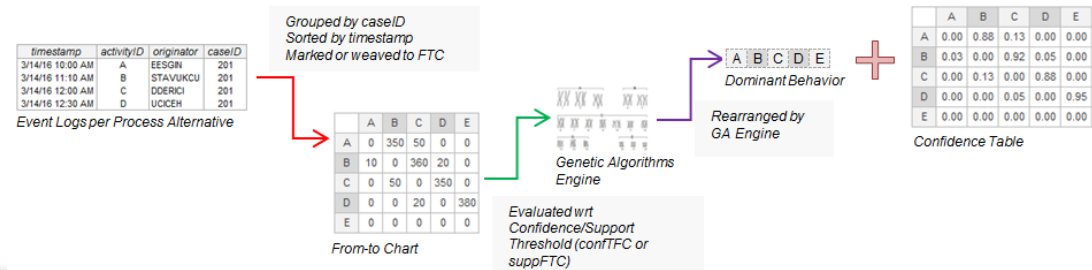 timestamp activityID originator caseID
3/14/16 10:00 AM A EESGIN 201
3/14/16 11:10 AM B STAVUKCU 201
3/14/16 12:00 AM C DDERICI 201
3/14/16 12:30 AM D UCICEH 201
Event Logs per Process Alternative
Grouped by caseID
Sorted by timestamp
Marked or weaved to FTC
A B C D E
A 0 350 50 0 0
B 10 0 360 20 0
C 0 50 0 350 0
D 0 0 20 0 380
E 0 0 0 0 0
From-to Chart
Genetic Algorithms
Engine
Evaluated wrt
Confidence/Support
Threshold (confTFC or
suppFTC)
A B C D E
Dominant Behavior
Rearranged by
GA Engine
A B C D E
A 0.00 0.88 0.13 0.00 0.00
B 0.03 0.00 0.92 0.05 0.00
C 0.00 0.13 0.00 0.88 0.00
D 0.00 0.00 0.05 0.00 0.95
E 0.00 0.00 0.00 0.00 0.00
Confidence Table